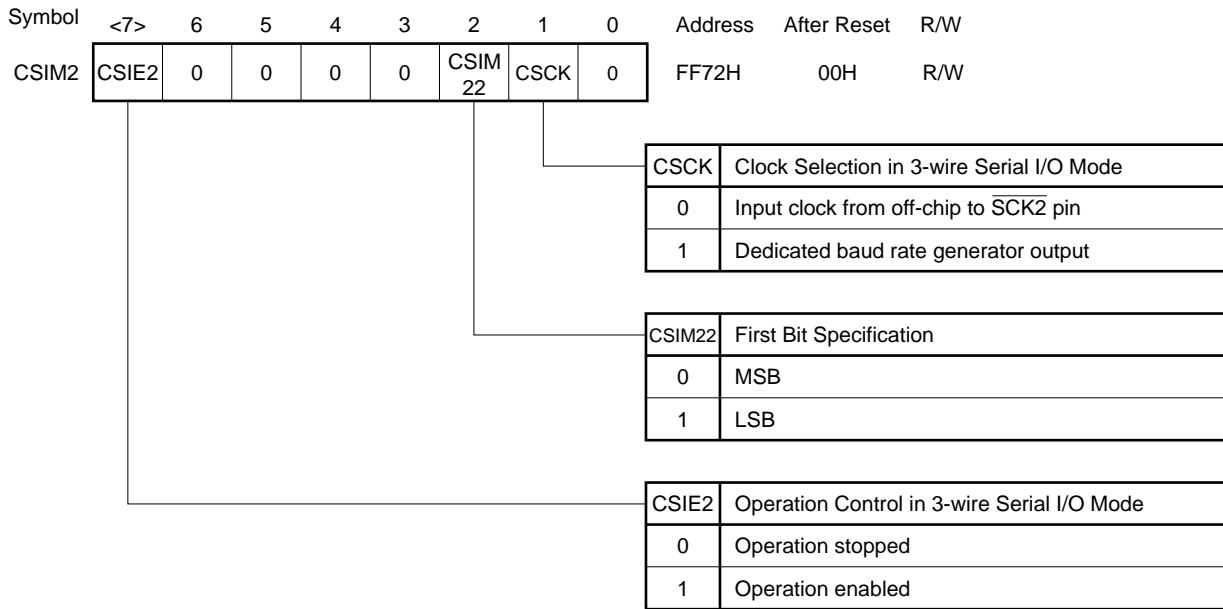 Symbol <7> 6 5 4 3 2 1 0 Address After Reset R/W
CSIM2 CSIE2 0 0 0 0 CSIM 22 CSCK 0 FF72H 00H R/W
CSCK Clock Selection in 3-wire Serial I/O Mode
0 Input clock from off-chip to S̅C̅K̅2̅ pin
1 Dedicated baud rate generator output
CSIM22 First Bit Specification
0 MSB
1 LSB
CSIE2 Operation Control in 3-wire Serial I/O Mode
0 Operation stopped
1 Operation enabled